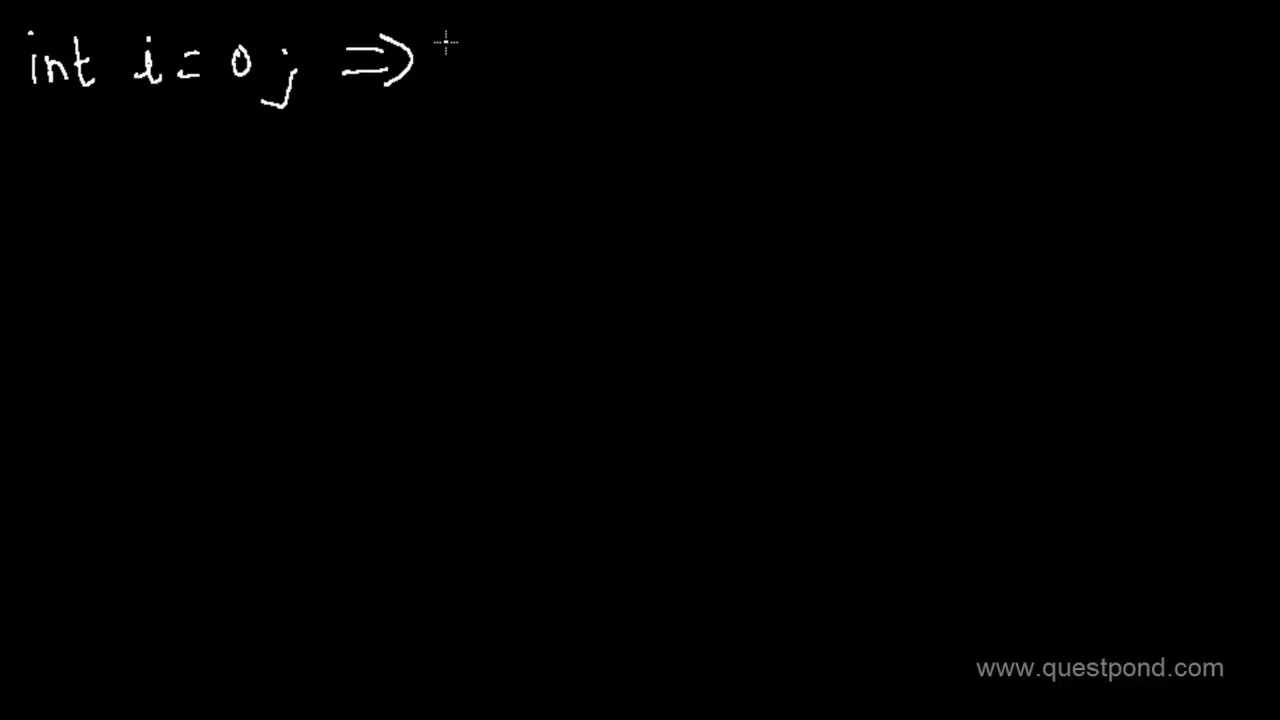 int i = 0 ; ⇒
www.questpond.com